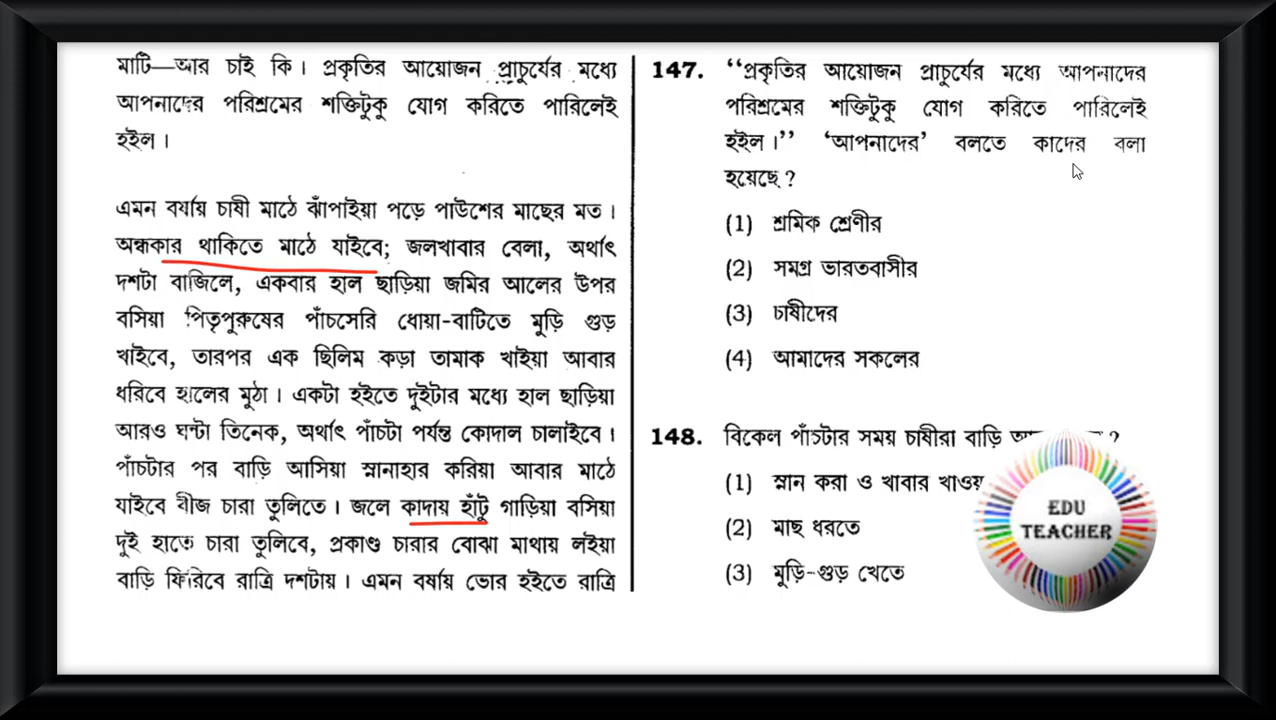 মাটি—আর চাই কি। প্রকৃতির আয়োজন প্রাচুর্যের মধ্যে
আপনাদের পরিশ্রমের শক্তিটুকু যোগ করিতে পারিলেই
হইল।
এমন বর্যায় চাষী মাঠে ঝাঁপাইয়া পড়ে পাউশের মাছের মত।
অন্ধকার থাকিতে মাঠে যাইবে; জলখাবার বেলা, অর্থাৎ
দশটা বাজিলে, একবার হাল ছাড়িয়া জমির আলের উপর
বসিয়া পিতৃপুরুষের পাঁচসেরি ধোয়া-বাটিতে মুড়ি গুড়
খাইবে, তারপর এক ছিলিম কড়া তামাক খাইয়া আবার
ধরিবে হালের মুঠা। একটা হইতে দুইটার মধ্যে হাল ছাড়িয়া
আরও ঘন্টা তিনেক, অর্থাৎ পাঁচটা পর্যন্ত কোদাল চালাইবে।
পাঁচটার পর বাড়ি আসিয়া স্নানাহার করিয়া আবার মাঠে
যাইবে বীজ চারা তুলিতে। জলে কাদায় হাঁটু গাড়িয়া বসিয়া
দুই হাতে চারা তুলিবে, প্রকাণ্ড চারার বোঝা মাথায় লইয়া
বাড়ি ফিরিবে রাত্রি দশটায়। এমন বর্ষায় ভোর হইতে রাত্রি
147. ‘‘প্রকৃতির আয়োজন প্রাচুর্যের মধ্যে আপনাদের
পরিশ্রমের শক্তিটুকু যোগ করিতে পারিলেই
হইল।’’ ‘আপনাদের’ বলতে কাদের বলা
হয়েছে?
(1) শ্রমিক শ্রেণীর
(2) সমগ্র ভারতবাসীর
(3) চাষীদের
(4) আমাদের সকলের
148. বিকেল পাঁচটার সময় চাষীরা বাড়ি ?
(1) স্নান করা ও খাবার
(2) মাছ ধরতে
(3) মুড়ি-গুড় খেতে
EDU
TEACHER